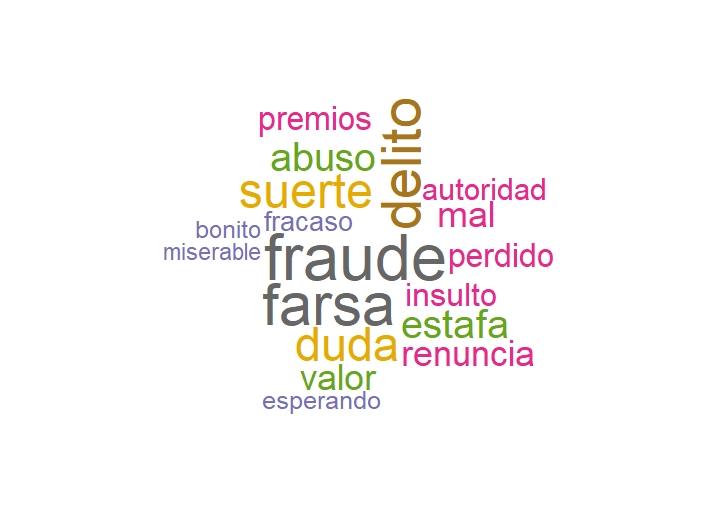 premios
delito
abuso
suerte
autoridad
mal
fracaso
bonito
miserable
fraude
perdido
farsa
insulto
estafa
duda
renuncia
valor
esperando